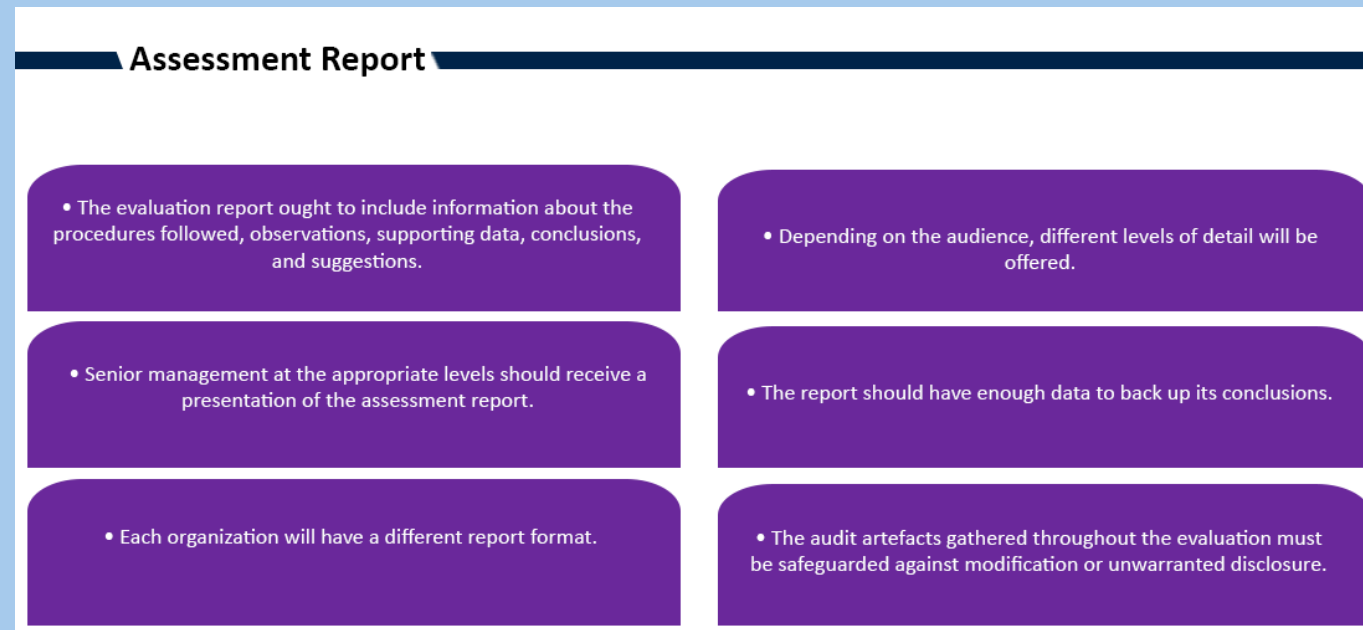 Assessment Report
• The evaluation report ought to include information about the
procedures followed, observations, supporting data, conclusions,
and suggestions.
• Depending on the audience, different levels of detail will be
offered.
• Senior management at the appropriate levels should receive a
presentation of the assessment report.
• The report should have enough data to back up its conclusions.
• Each organization will have a different report format.
• The audit artefacts gathered throughout the evaluation must
be safeguarded against modification or unwarranted disclosure.